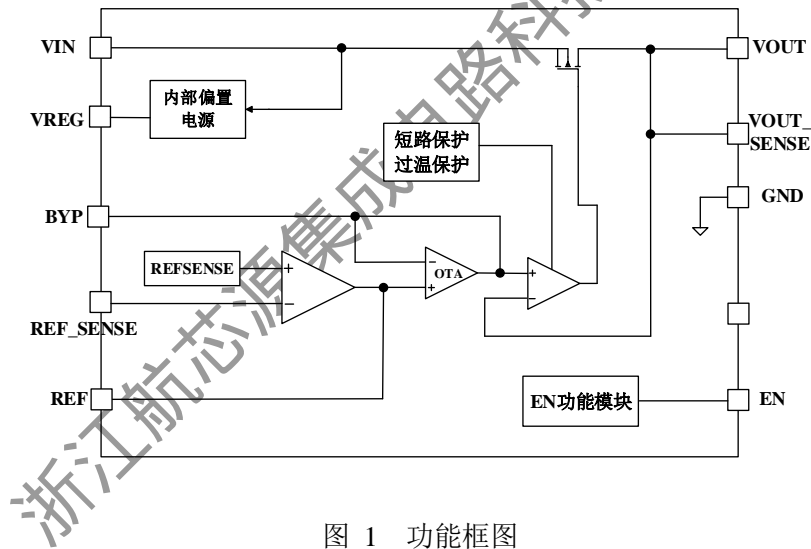 VIN
VOUT
内部偏置
电源
VREG
短路保护
过温保护
VOUT_
SENSE
GND
BYP
REFSENSE
+
−
−
+
OTA
+
−
REF_SENSE
REF
EN功能模块
EN
浙江航芯源集成电路科技
图 1 功能框图